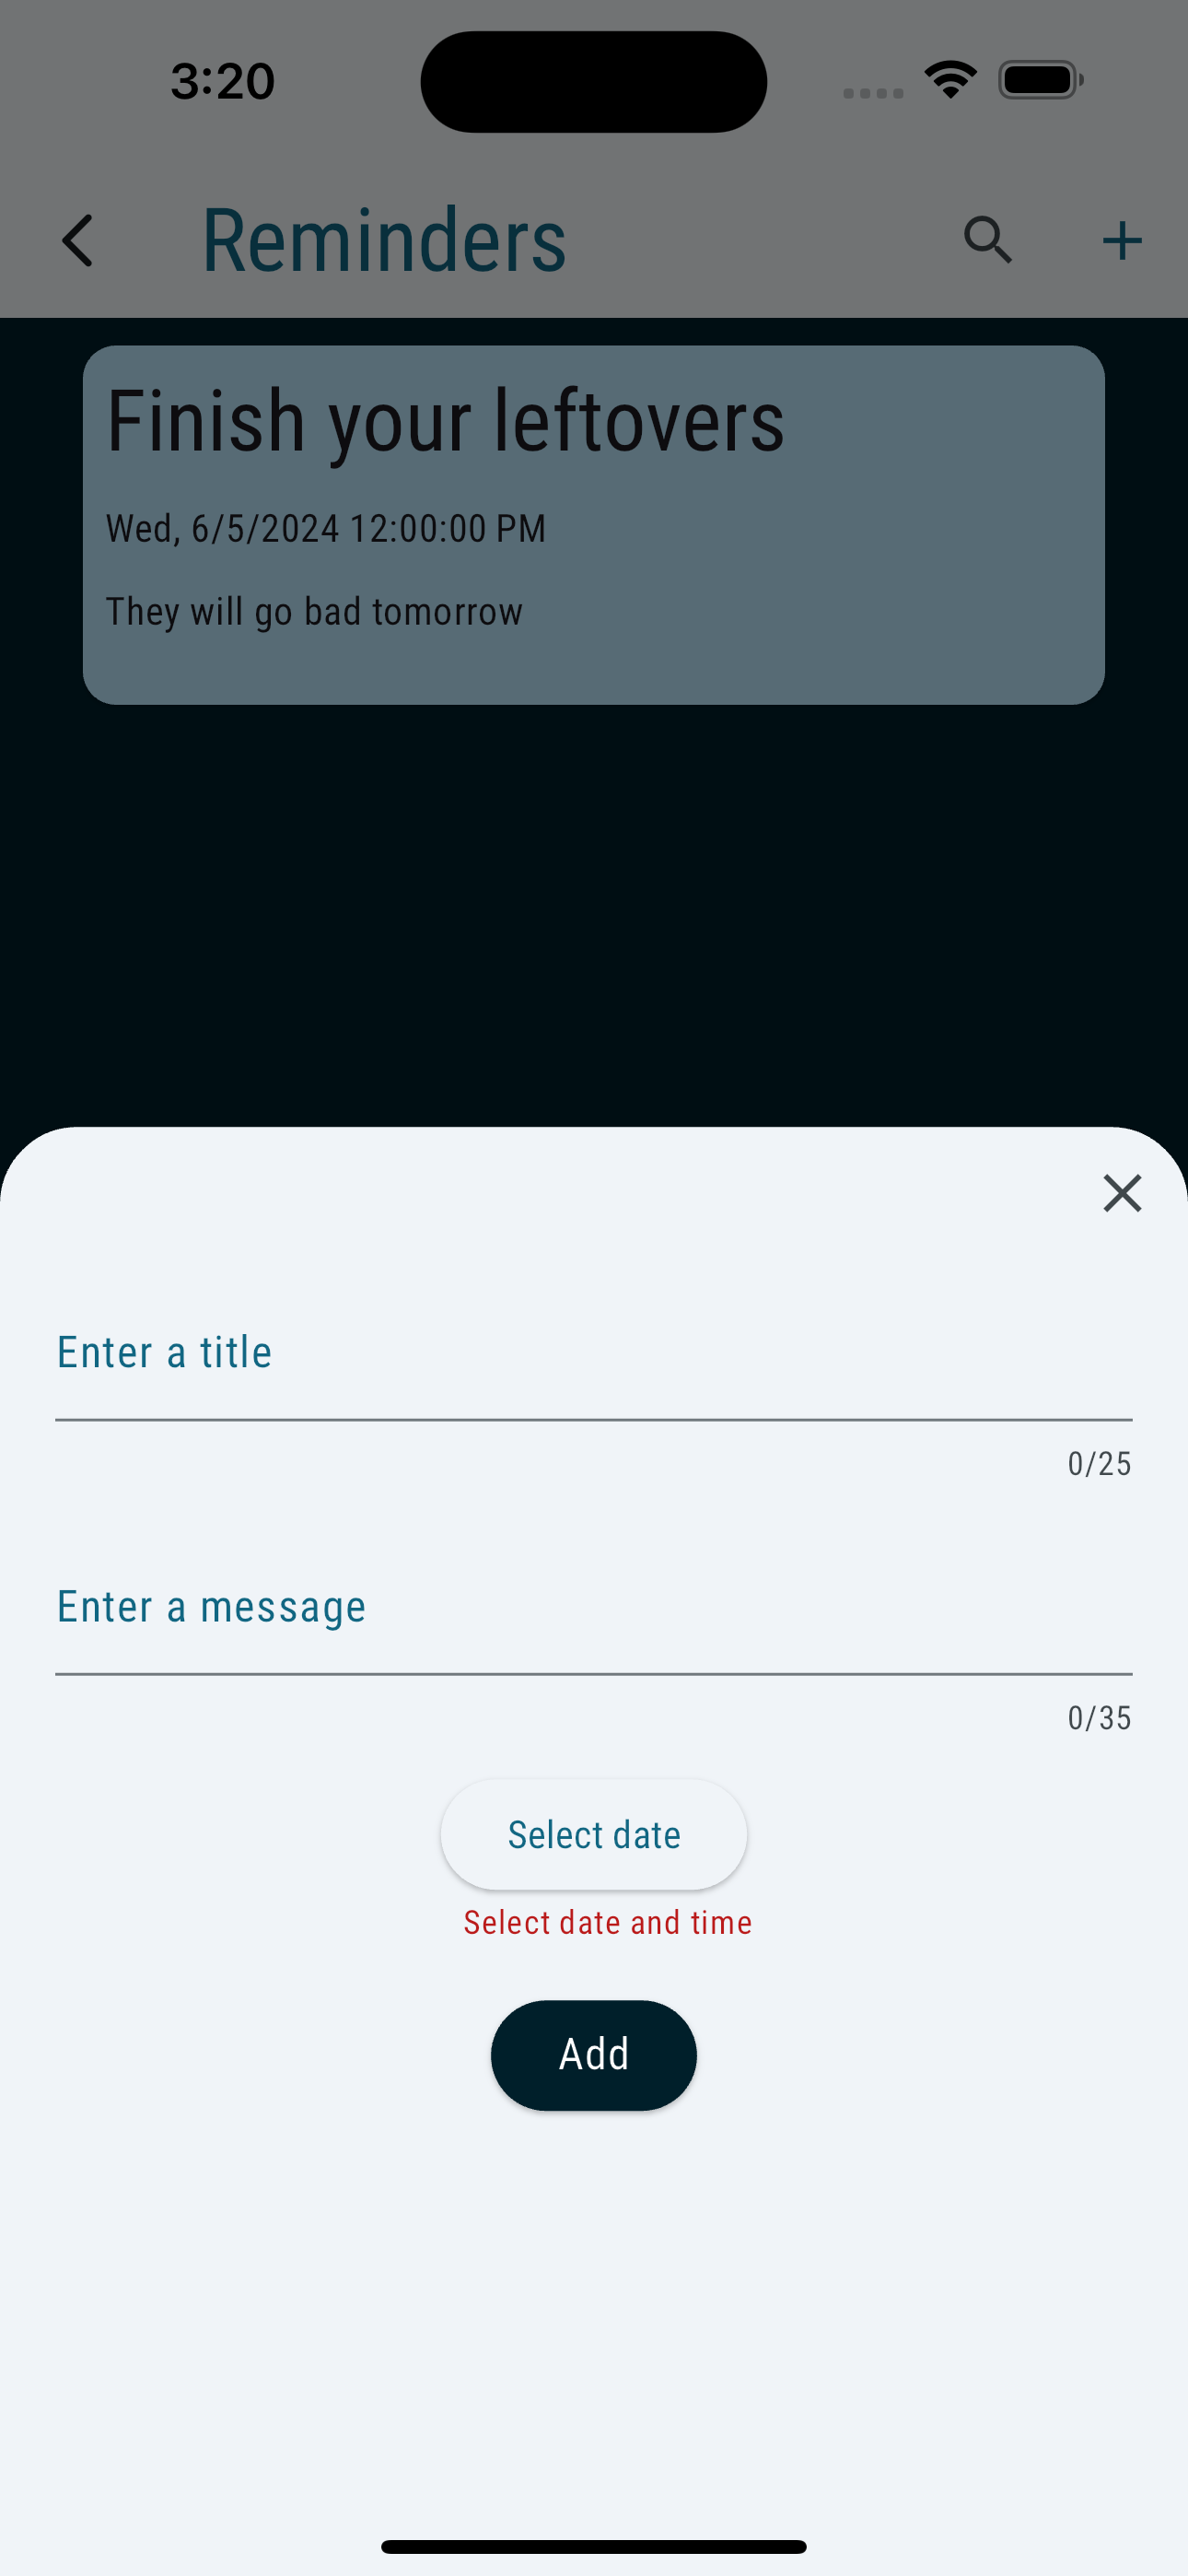 3:20
Reminders
Finish your leftovers
Wed, 6/5/2024 12:00:00 PM
They will go bad tomorrow
Enter a title
0/25
Enter a message
0/35
Select date
Select date and time
Add